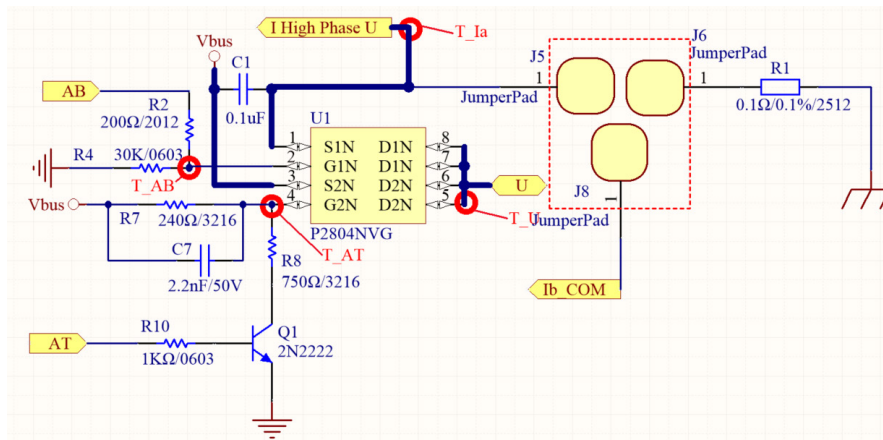 I High Phase U
T_Ia
J6
JumperPad
Vbus
J5
C1
R1
AB
1
1
JumperPad
0.1Ω/0.1%/2512
R2
200Ω/2012
0.1uF
U1
1 S1N D1N 8
2 G1N D1N 7
3 S2N D2N 6
4 G2N D2N 5
R4
30K/0603
T_AB
U
J8
Vbus
R7
240Ω/3216
P2804NVG
T_U
JumperPad
1
C7
T_AT
R8
2.2nF/50V
750Ω/3216
Ib_COM
R10
Q1
AT
2N2222
1KΩ/0603